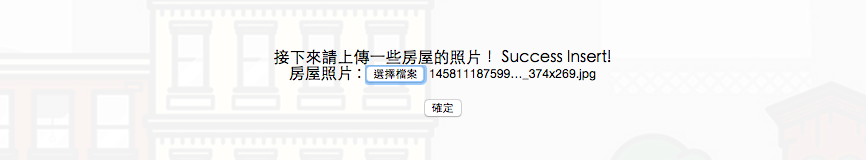 接下來請上傳一些房屋的照片！ Success Insert!
房屋照片：選擇檔案 145811187599..._374x269.jpg
確定